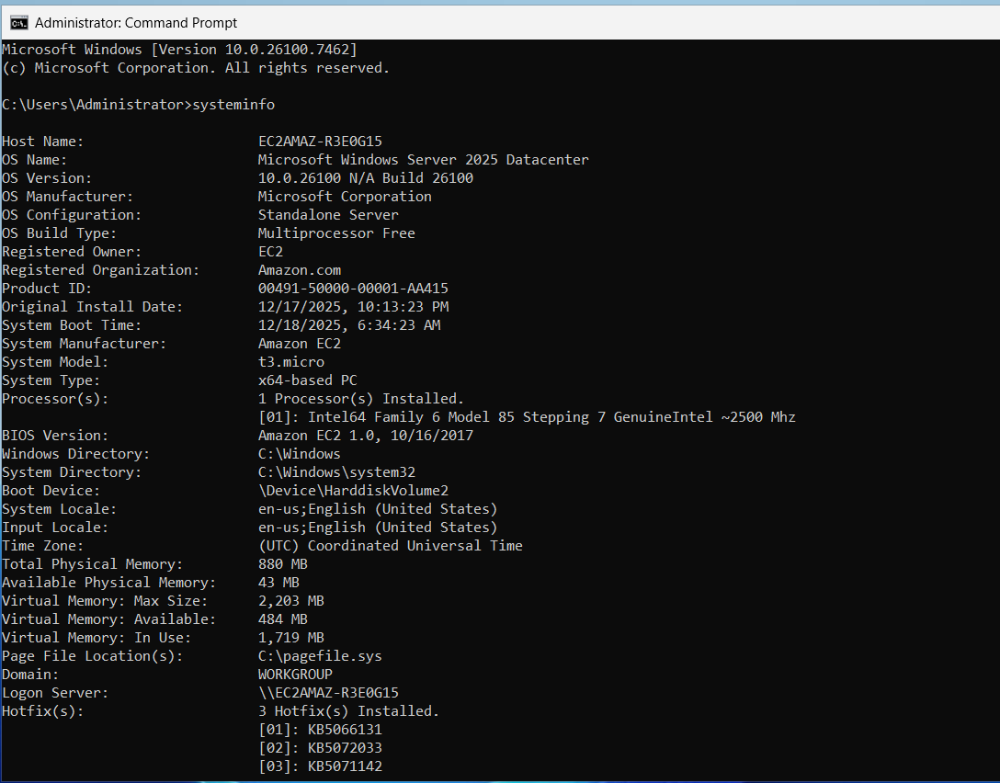 Administrator: Command Prompt
Microsoft Windows [Version 10.0.26100.7462]
(c) Microsoft Corporation. All rights reserved.
C:\Users\Administrator>systeminfo
Host Name: EC2AMAZ-R3E0G15
OS Name: Microsoft Windows Server 2025 Datacenter
OS Version: 10.0.26100 N/A Build 26100
OS Manufacturer: Microsoft Corporation
OS Configuration: Standalone Server
OS Build Type: Multiprocessor Free
Registered Owner: EC2
Registered Organization: Amazon.com
Product ID: 00491-50000-00001-AA415
Original Install Date: 12/17/2025, 10:13:23 PM
System Boot Time: 12/18/2025, 6:34:23 AM
System Manufacturer: Amazon EC2
System Model: t3.micro
System Type: x64-based PC
Processor(s): 1 Processor(s) Installed.
[01]: Intel64 Family 6 Model 85 Stepping 7 GenuineIntel ~2500 Mhz
BIOS Version: Amazon EC2 1.0, 10/16/2017
Windows Directory: C:\Windows
System Directory: C:\Windows\system32
Boot Device: \Device\HarddiskVolume2
System Locale: en-us;English (United States)
Input Locale: en-us;English (United States)
Time Zone: (UTC) Coordinated Universal Time
Total Physical Memory: 880 MB
Available Physical Memory: 43 MB
Virtual Memory: Max Size: 2,203 MB
Virtual Memory: Available: 484 MB
Virtual Memory: In Use: 1,719 MB
Page File Location(s): C:\pagefile.sys
Domain: WORKGROUP
Logon Server: \\EC2AMAZ-R3E0G15
Hotfix(s): 3 Hotfix(s) Installed.
[01]: KB5066131
[02]: KB5072033
[03]: KB5071142